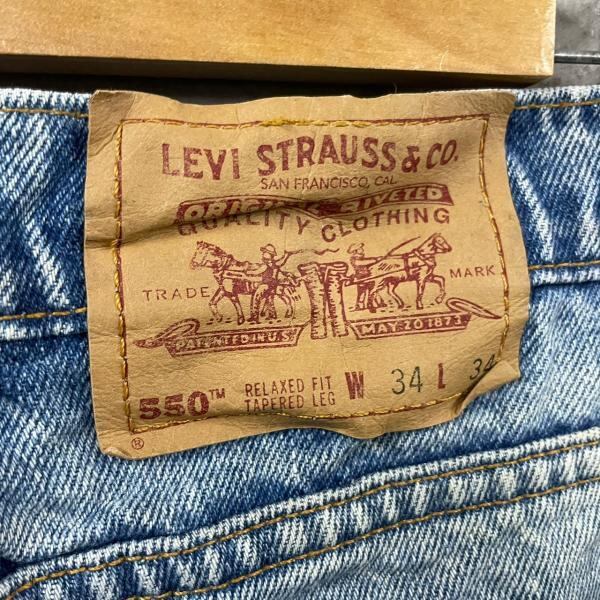 LEVI STRAUSS & CO.
SAN FRANCISCO, CAL.
ORIGINAL RIVETED
QUALITY CLOTHING
TRADE MARK
PATENTED IN U.S. MAY 20 1873
550™ RELAXED FIT
TAPERED LEG
W 34 L 34
®